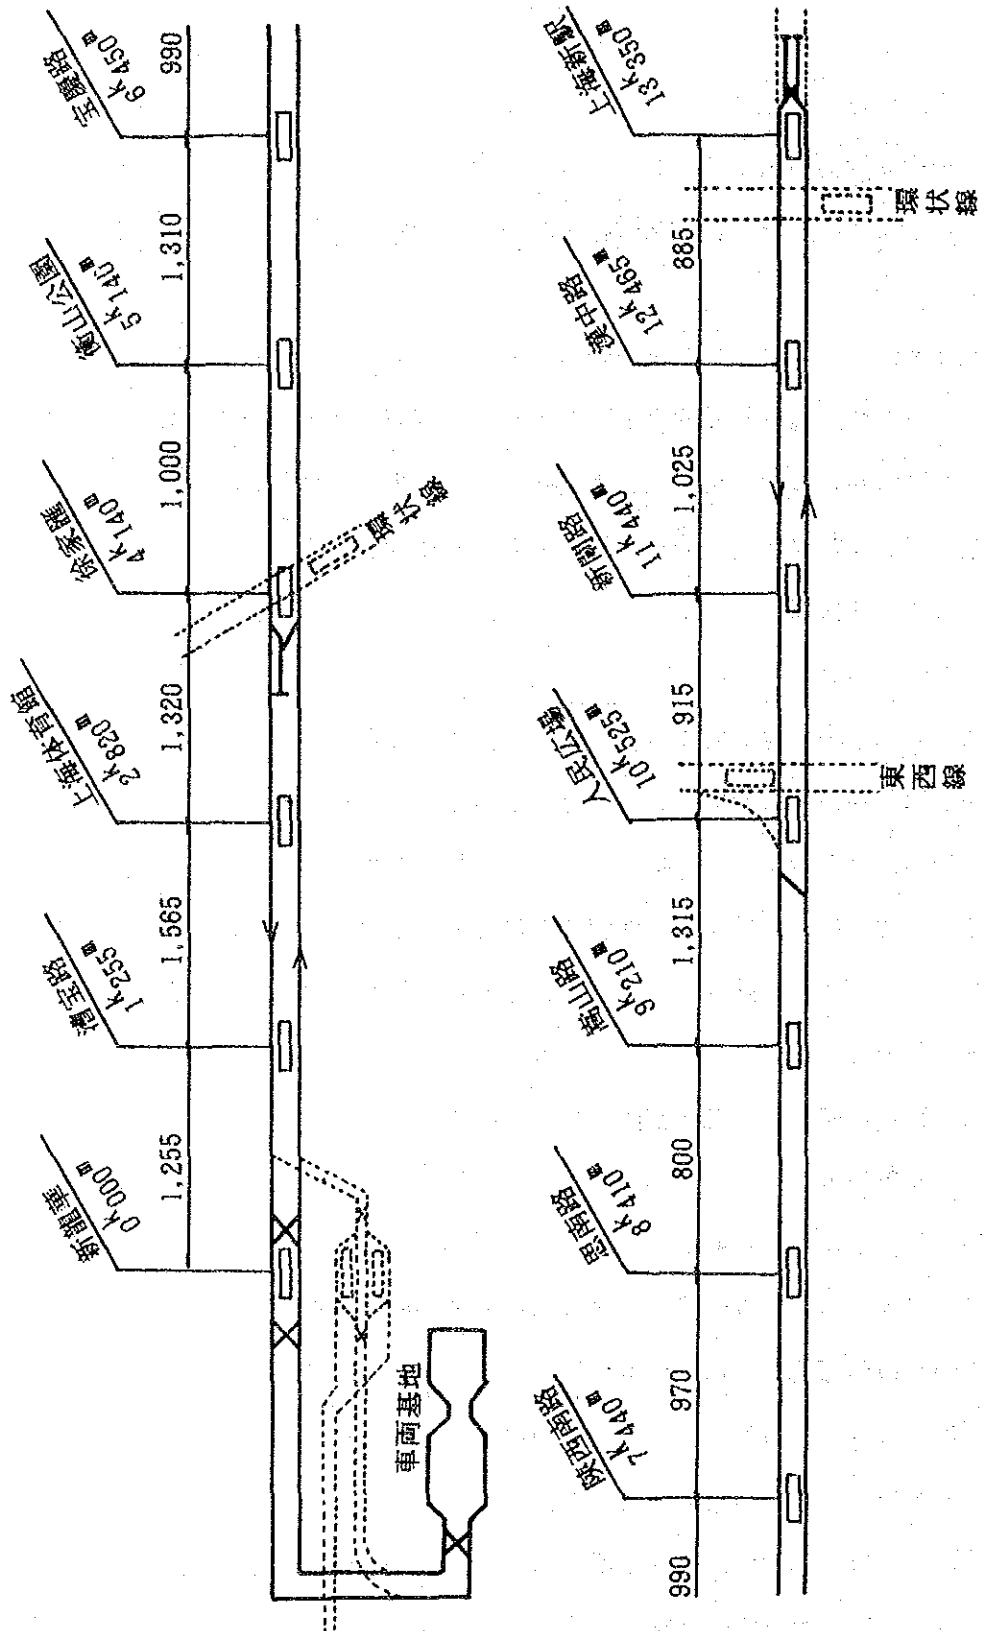 新龍華
0k000m
1,255
漕宝路
1k255m
1,565
上海体育館
2k820m
1,320
徐家匯
4k140m
1,000
衡山公園
5k140m
1,310
宝慶路
6k450m
990
環状線
車両基地
990
陝西南路
7k440m
970
思南路
8k410m
800
嵩山路
9k210m
1,315
人民広場
10k525m
915
新閘路
11k440m
1,025
漢中路
12k465m
885
上海新駅
13k350m
東西線
環状線